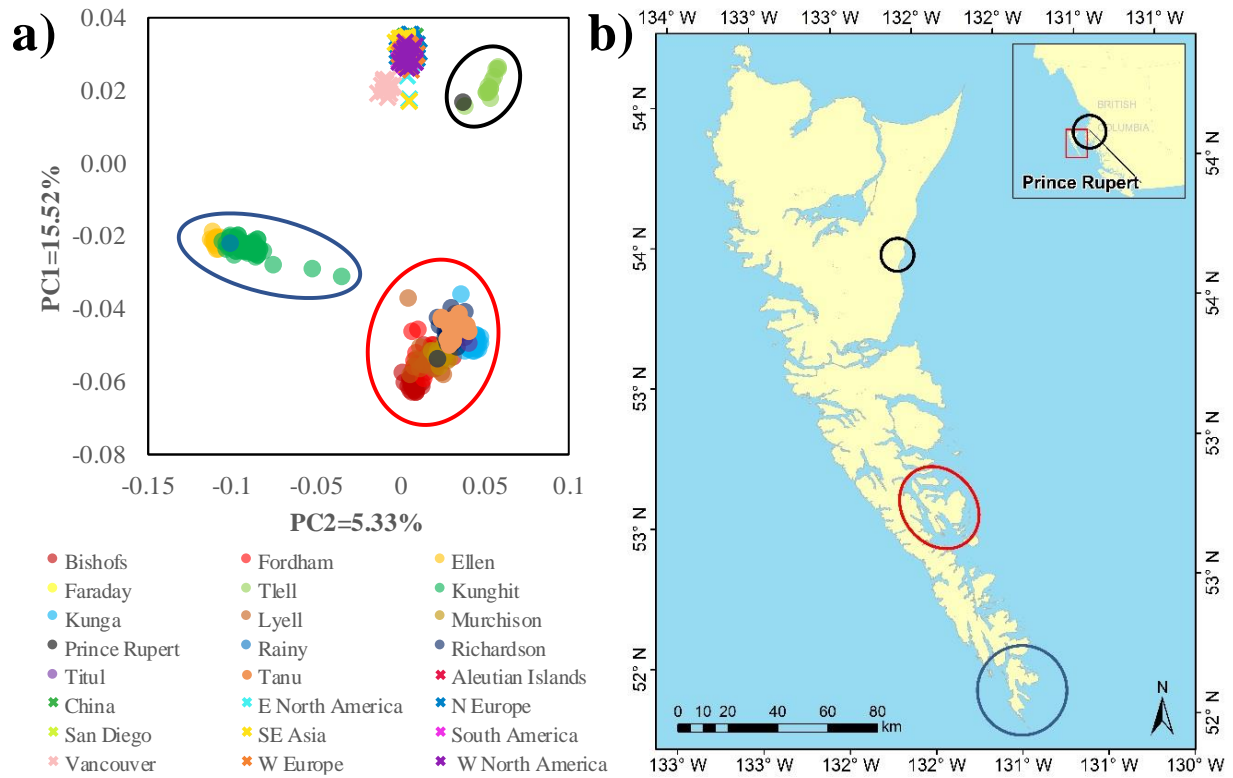 a)
0.04
0.02
0.00
-0.02
-0.04
-0.06
-0.08
PC1=15.52%
-0.15 -0.1 -0.05 0 0.05 0.1
PC2=5.33%
Bishofs Fordham Ellen
Faraday Tlell Kunghit
Kunga Lyell Murchison
Prince Rupert Rainy Richardson
Titul Tanu Aleutian Islands
China E North America N Europe
San Diego SE Asia South America
Vancouver W Europe W North America
b)
134° W 133° W 133° W 132° W 132° W 131° W 131° W
54° N
54° N
53° N
53° N
52° N
BRITISH
COLUMBIA
Prince Rupert
54° N
54° N
53° N
53° N
52° N
N
0 10 20 40 60 80
km
133° W 133° W 132° W 132° W 131° W 131° W 130° W